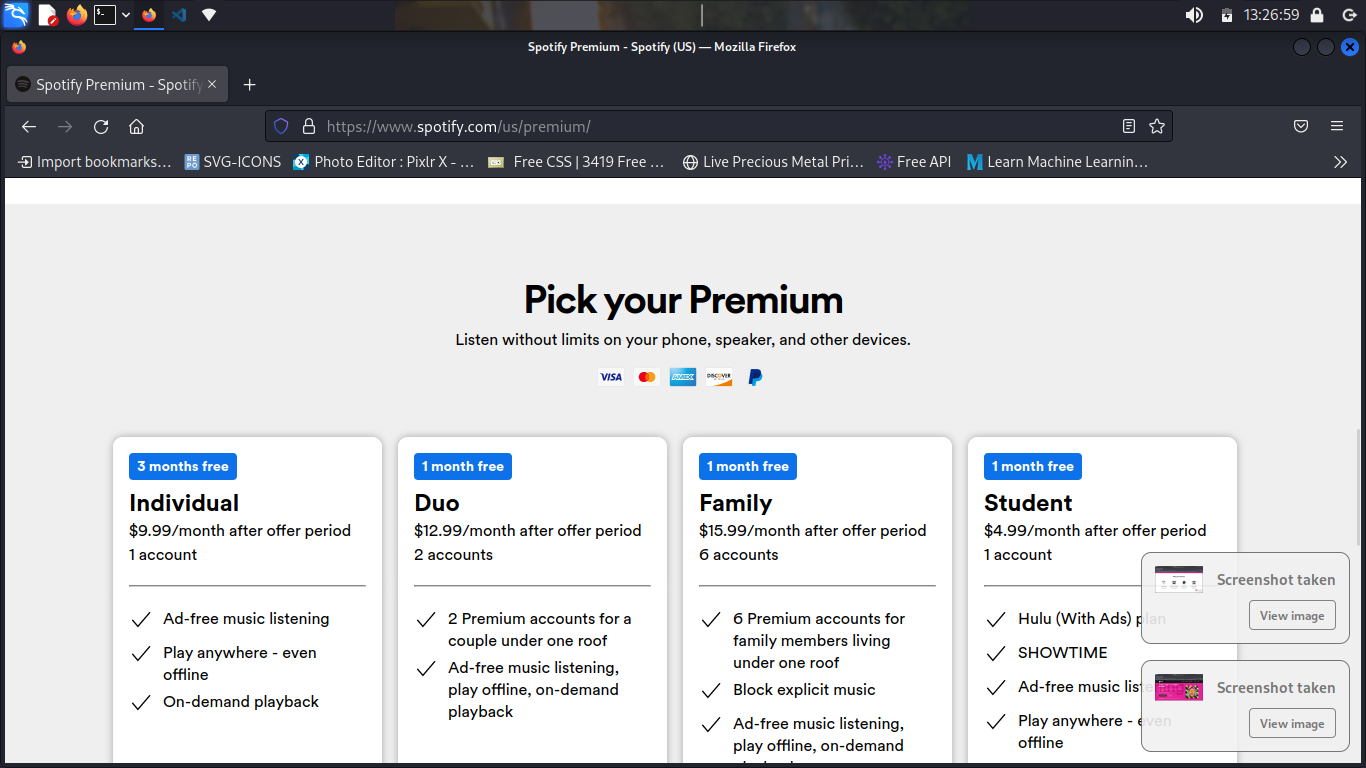 13:26:59
Spotify Premium - Spotify (US) — Mozilla Firefox
Spotify Premium - Spotify
https://www.spotify.com/us/premium/
Import bookmarks...
REPO SVG-ICONS
Photo Editor : Pixlr X - ...
Free CSS | 3419 Free ...
Live Precious Metal Pri...
Free API
M Learn Machine Learnin...
Pick your Premium
Listen without limits on your phone, speaker, and other devices.
VISA AMEX DISCOVER
3 months free
Individual
$9.99/month after offer period
1 account
Ad-free music listening
Play anywhere - even
offline
On-demand playback
1 month free
Duo
$12.99/month after offer period
2 accounts
2 Premium accounts for a
couple under one roof
Ad-free music listening,
play offline, on-demand
playback
1 month free
Family
$15.99/month after offer period
6 accounts
6 Premium accounts for
family members living
under one roof
Block explicit music
Ad-free music listening,
play offline, on-demand
1 month free
Student
$4.99/month after offer period
1 account
Hulu (With Ads) plan
SHOWTIME
Ad-free music listening
Play anywhere - even
offline
Screenshot taken
View image
Screenshot taken
View image